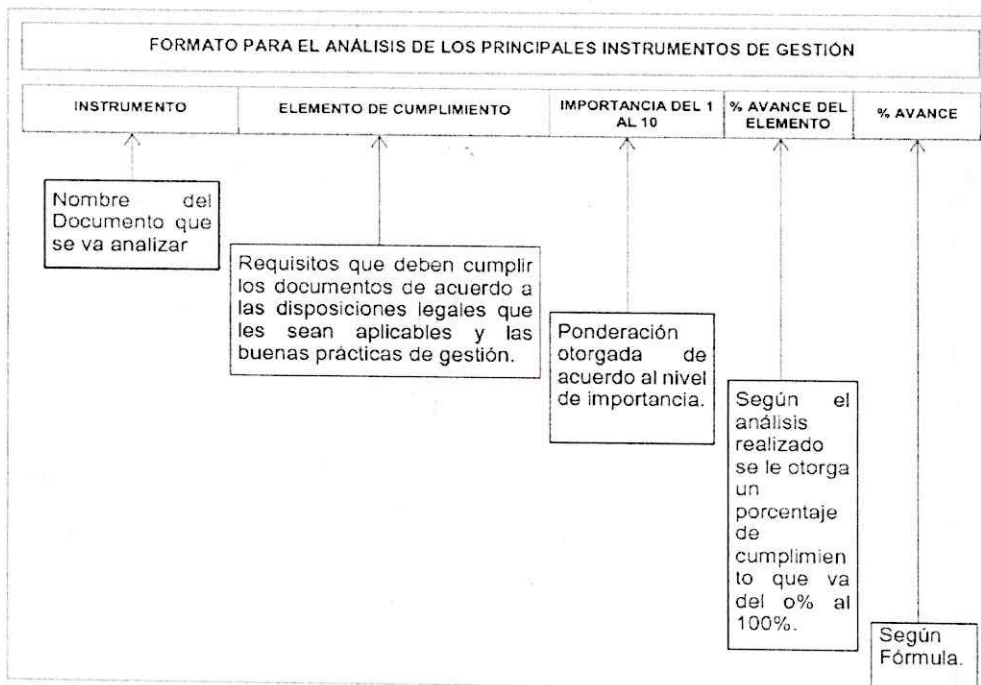 FORMATO PARA EL ANÁLISIS DE LOS PRINCIPALES INSTRUMENTOS DE GESTIÓN
INSTRUMENTO
ELEMENTO DE CUMPLIMIENTO
IMPORTANCIA DEL 1
AL 10
% AVANCE DEL
ELEMENTO
% AVANCE
Nombre del
Documento que
se va analizar
Requisitos que deben cumplir
los documentos de acuerdo a
las disposiciones legales que
les sean aplicables y las
buenas prácticas de gestión.
Ponderación
otorgada de
acuerdo al nivel
de importancia.
Según el
análisis
realizado
se le otorga
un
porcentaje
de
cumplimien
to que va
del o% al
100%.
Según
Fórmula.